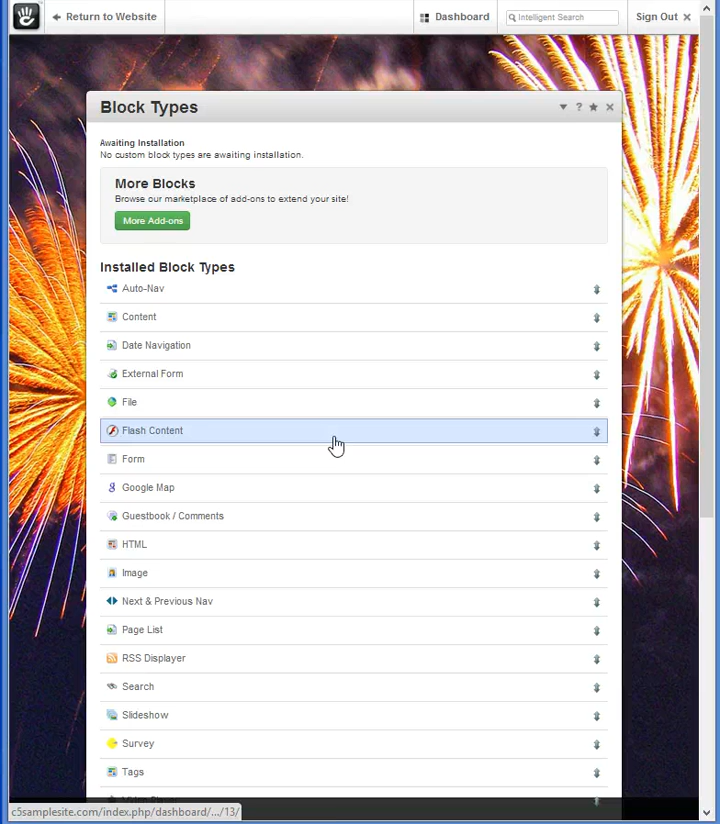 Return to Website
Dashboard
Intelligent Search
Sign Out
Block Types
?
Awaiting Installation
No custom block types are awaiting installation.
More Blocks
Browse our marketplace of add-ons to extend your site!
More Add-ons
Installed Block Types
Auto-Nav
Content
Date Navigation
External Form
File
Flash Content
Form
Google Map
Guestbook / Comments
HTML
Image
Next & Previous Nav
Page List
RSS Displayer
Search
Slideshow
Survey
Tags
c5samplesite.com/index.php/dashboard/.../13/